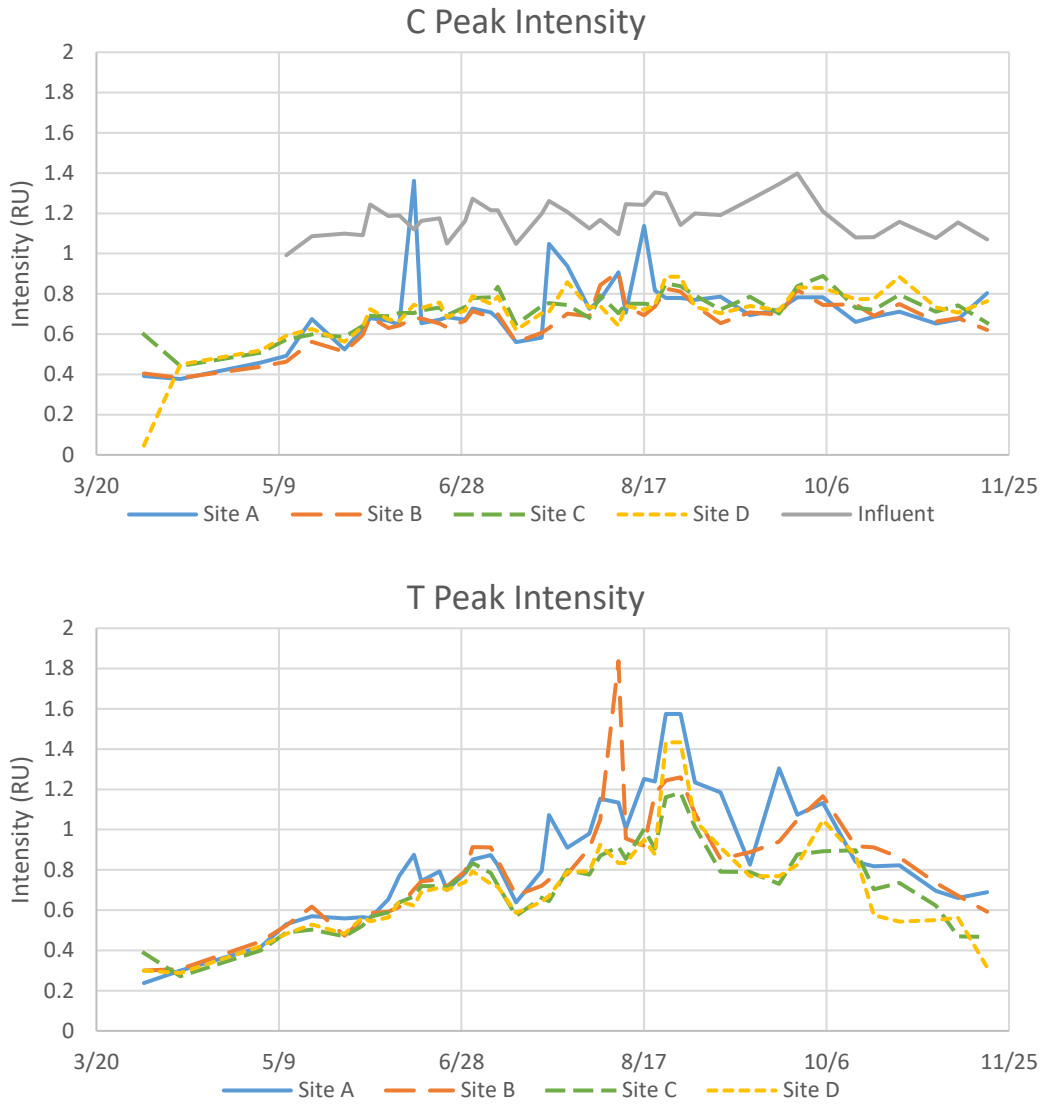 C Peak Intensity
2
1.8
1.6
1.4
1.2
1
0.8
0.6
0.4
0.2
0
Intensity (RU)
3/20 5/9 6/28 8/17 10/6 11/25
Site A Site B Site C Site D Influent
T Peak Intensity
2
1.8
1.6
1.4
1.2
1
0.8
0.6
0.4
0.2
0
Intensity (RU)
3/20 5/9 6/28 8/17 10/6 11/25
Site A Site B Site C Site D